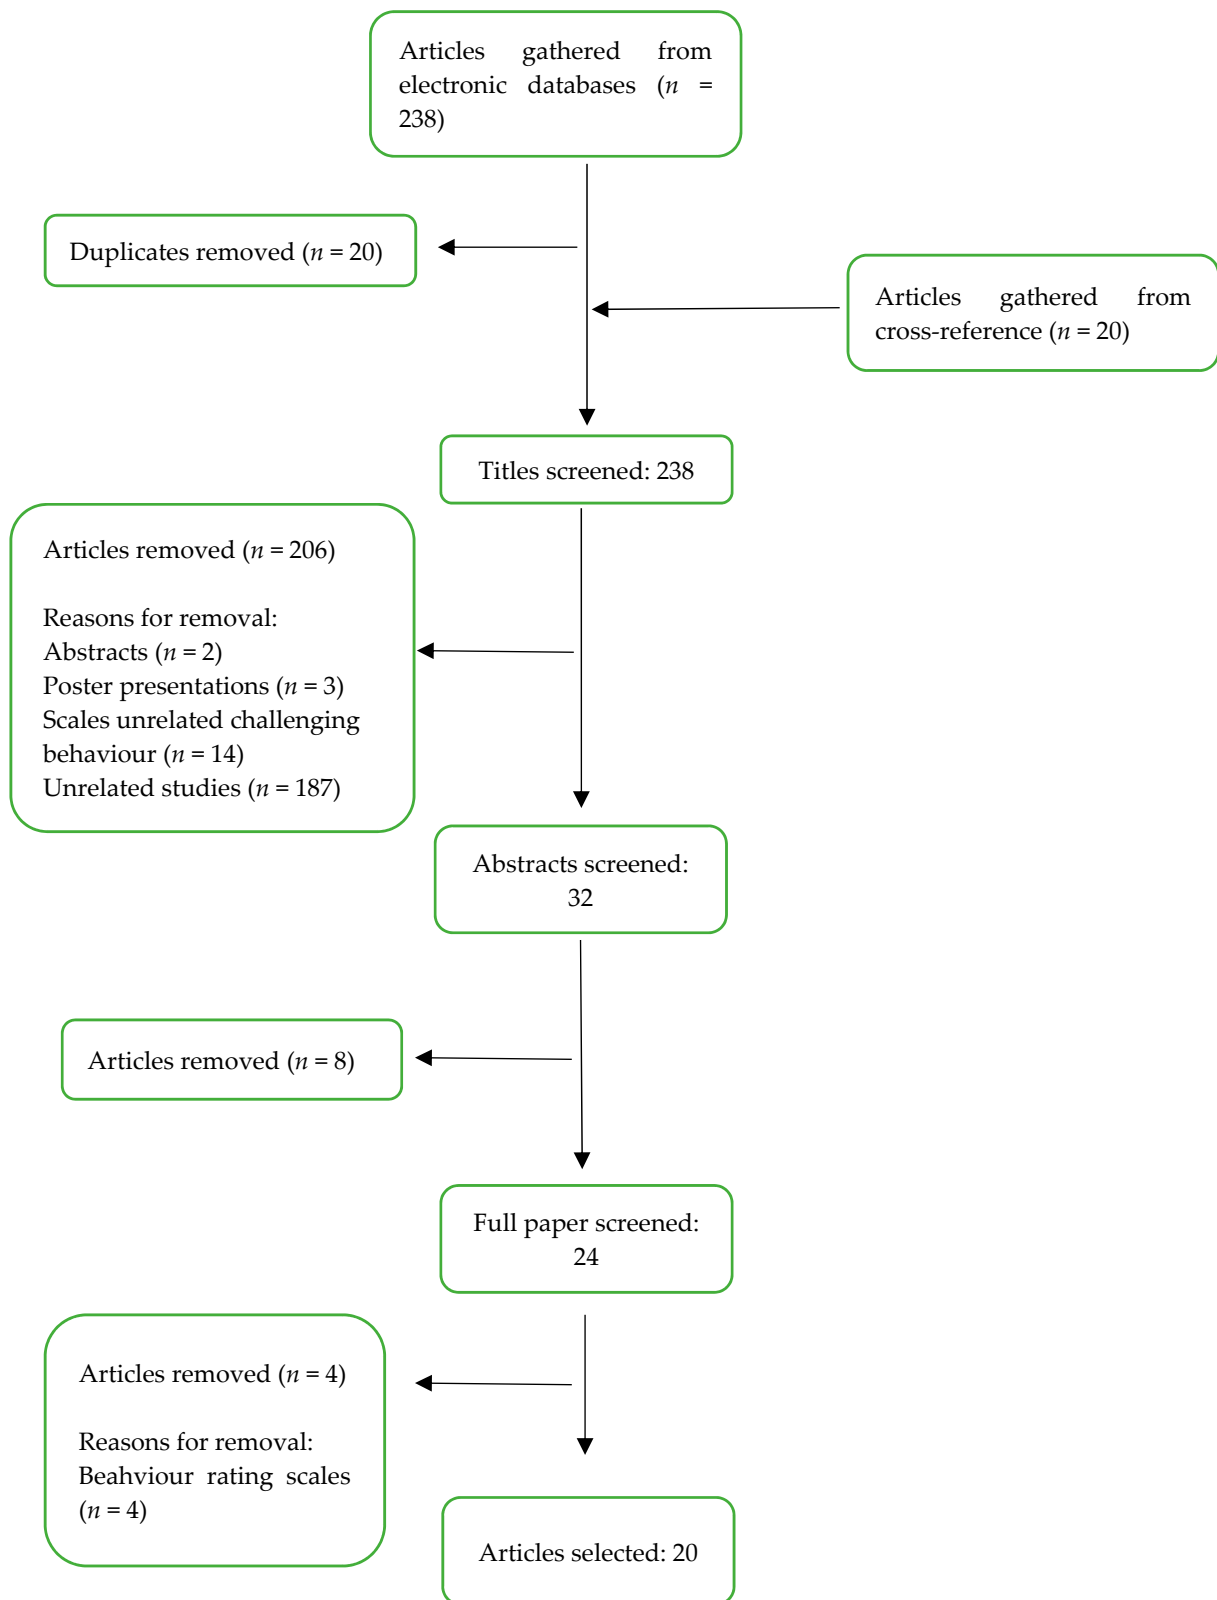 Articles gathered from
electronic databases (n =
238)
Duplicates removed (n = 20)
Articles gathered from
cross-reference (n = 20)
Titles screened: 238
Articles removed (n = 206)
Reasons for removal:
Abstracts (n = 2)
Poster presentations (n = 3)
Scales unrelated challenging
behaviour (n = 14)
Unrelated studies (n = 187)
Abstracts screened:
32
Articles removed (n = 8)
Full paper screened:
24
Articles removed (n = 4)
Reasons for removal:
Beahviour rating scales
(n = 4)
Articles selected: 20